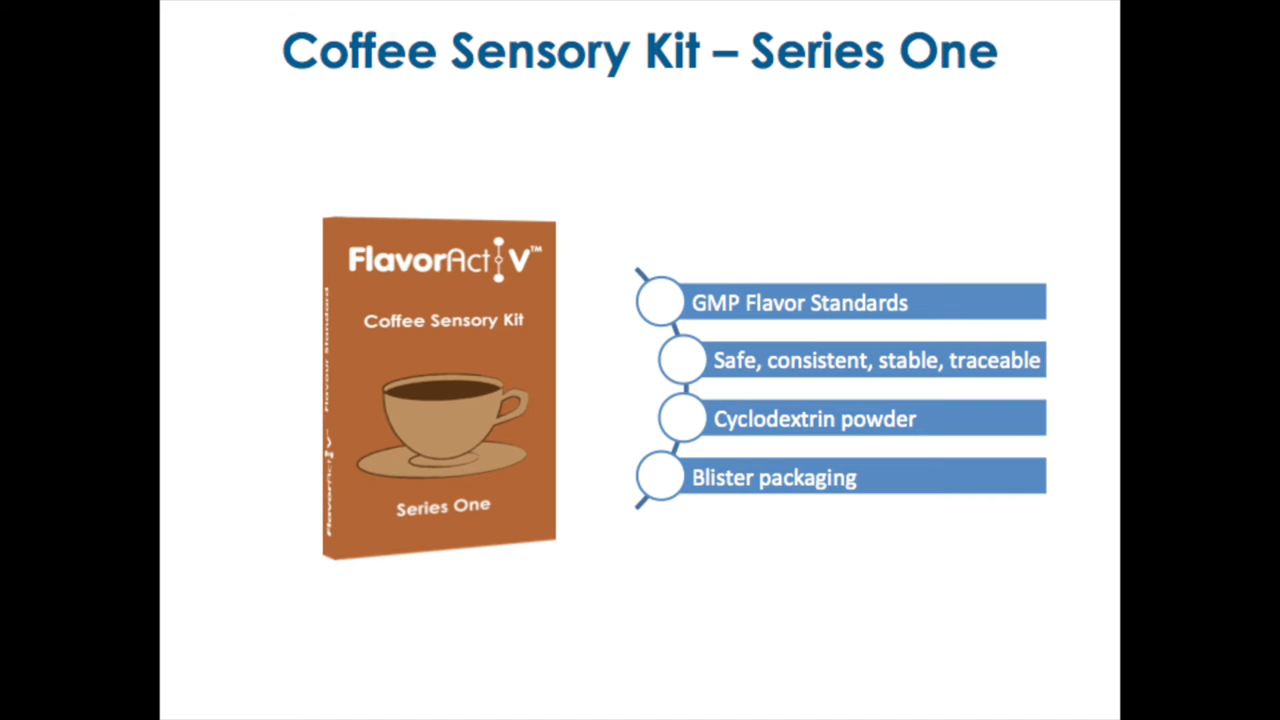 Coffee Sensory Kit – Series One
FlavorActiV™
Coffee Sensory Kit
Series One
FlavorActiV Flavour Standard
GMP Flavor Standards
Safe, consistent, stable, traceable
Cyclodextrin powder
Blister packaging